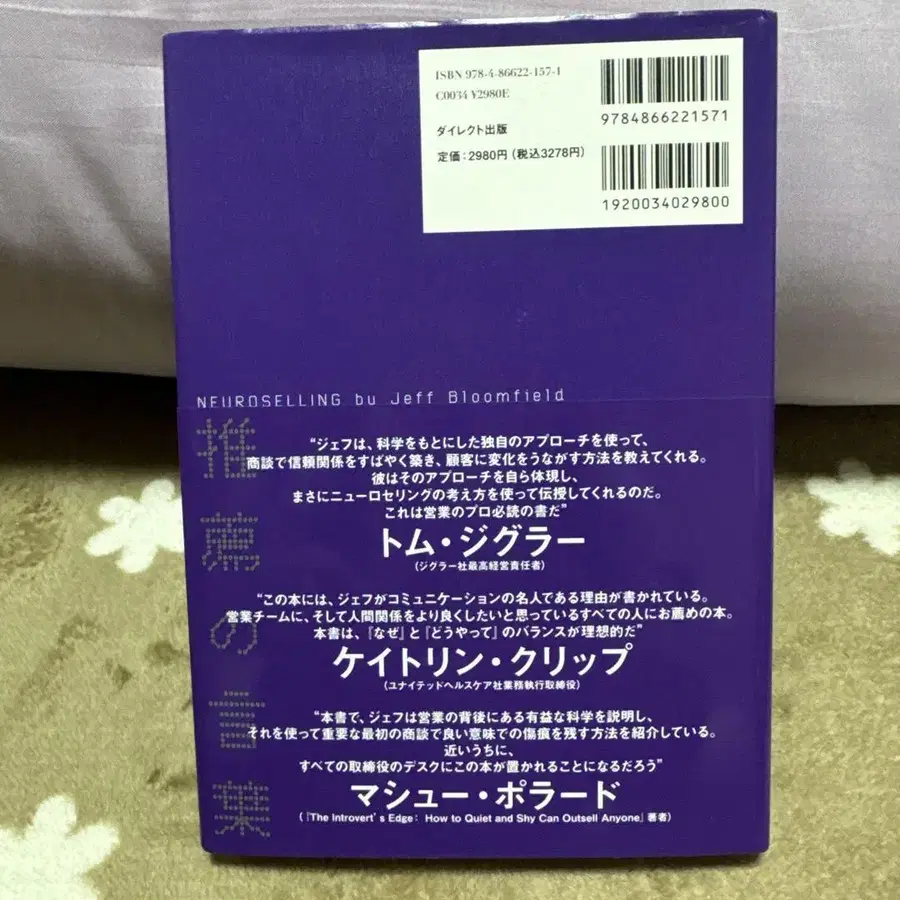 ISBN 978-4-86622-157-1
C0034 ¥2980E
ダイレクト出版
定価：2980円（税込3278円）
9784866221571
1920034029800
NEUROSELLING by Jeff Bloomfield
推薦の言葉
“ジェフは、科学をもとにした独自のアプローチを使って、
商談で信頼関係をすばやく築き、顧客に変化をうながす方法を教えてくれる。
彼はそのアプローチを自ら体現し、
まさにニューロセリングの考え方を使って伝授してくれるのだ。
これは営業のプロ必読の書だ”
トム・ジグラー
（ジグラー社最高経営責任者）
“この本には、ジェフがコミュニケーションの名人である理由が書かれている。
営業チームに、そして人間関係をより良くしたいと思っているすべての人にお薦めの本。
本書は、『なぜ』と『どうやって』のバランスが理想的だ”
ケイトリン・クリップ
（ユナイテッドヘルスケア社業務執行取締役）
“本書で、ジェフは営業の背後にある有益な科学を説明し、
それを使って重要な最初の商談で良い意味での傷痕を残す方法を紹介している。
近いうちに、
すべての取締役のデスクにこの本が置かれることになるだろう”
マシュー・ポラード
（『The Introvert’s Edge: How to Quiet and Shy Can Outsell Anyone』著者）